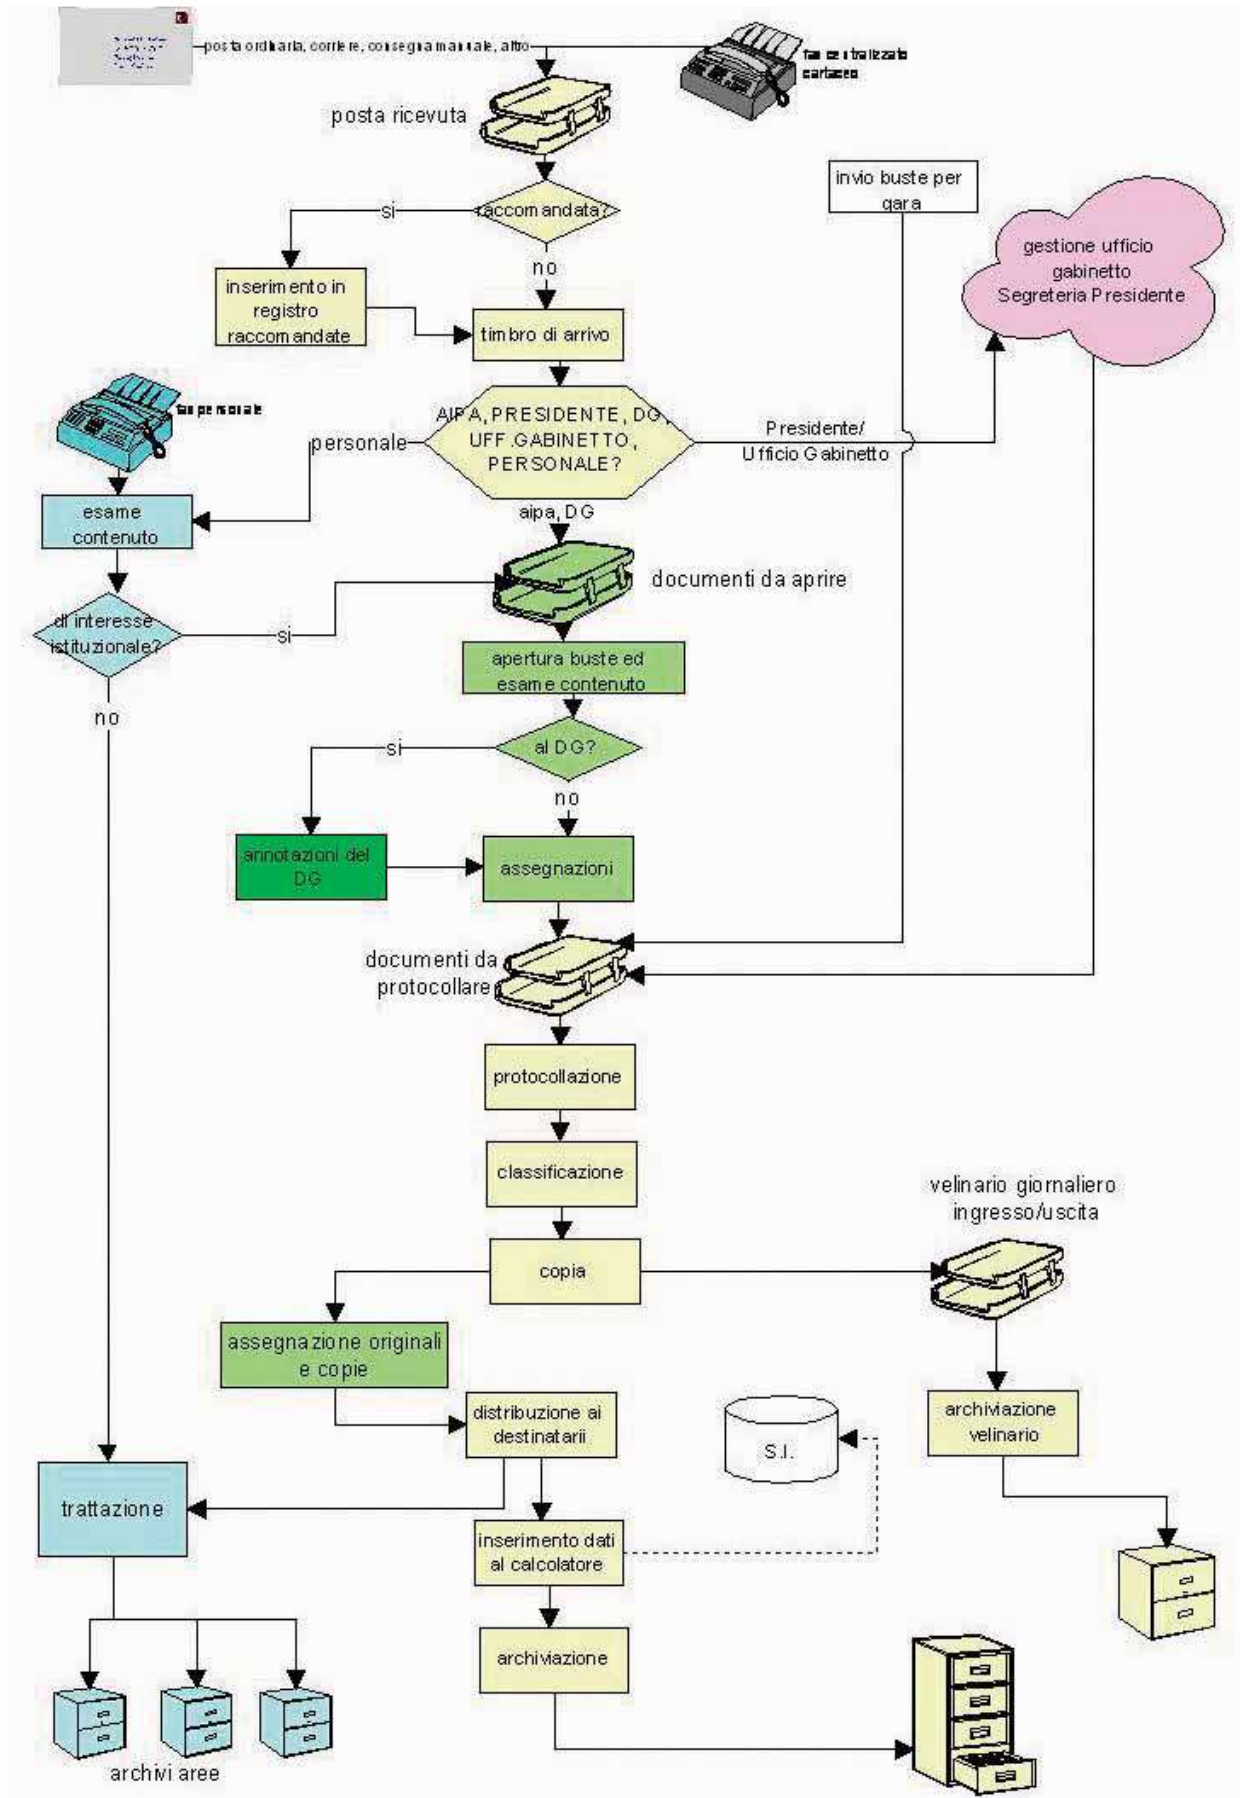 posta ordinaria, corriere, consegna manuale, altro
fax centralizzato
cartaceo
posta ricevuta
invio buste per
gara
raccomandata?
si
no
gestione ufficio
gabinetto
Segreteria Presidente
inserimento in
registro
raccomandate
timbro di arrivo
fax personale
AIPA, PRESIDENTE, DG,
UFF.GABINETTO,
PERSONALE?
personale
Presidente/
Ufficio Gabinetto
esame
contenuto
aipa, DG
documenti da aprire
di interesse
istituzionale?
si
no
apertura buste ed
esame contenuto
al DG?
si
no
annotazioni del
DG
assegnazioni
documenti da
protocollare
protocollazione
classificazione
velinario giornaliero
ingresso/uscita
copia
assegnazione originali
e copie
distribuzione ai
destinatarii
archiviazione
velinario
S.I.
trattazione
inserimento dati
al calcolatore
archiviazione
archivi aree